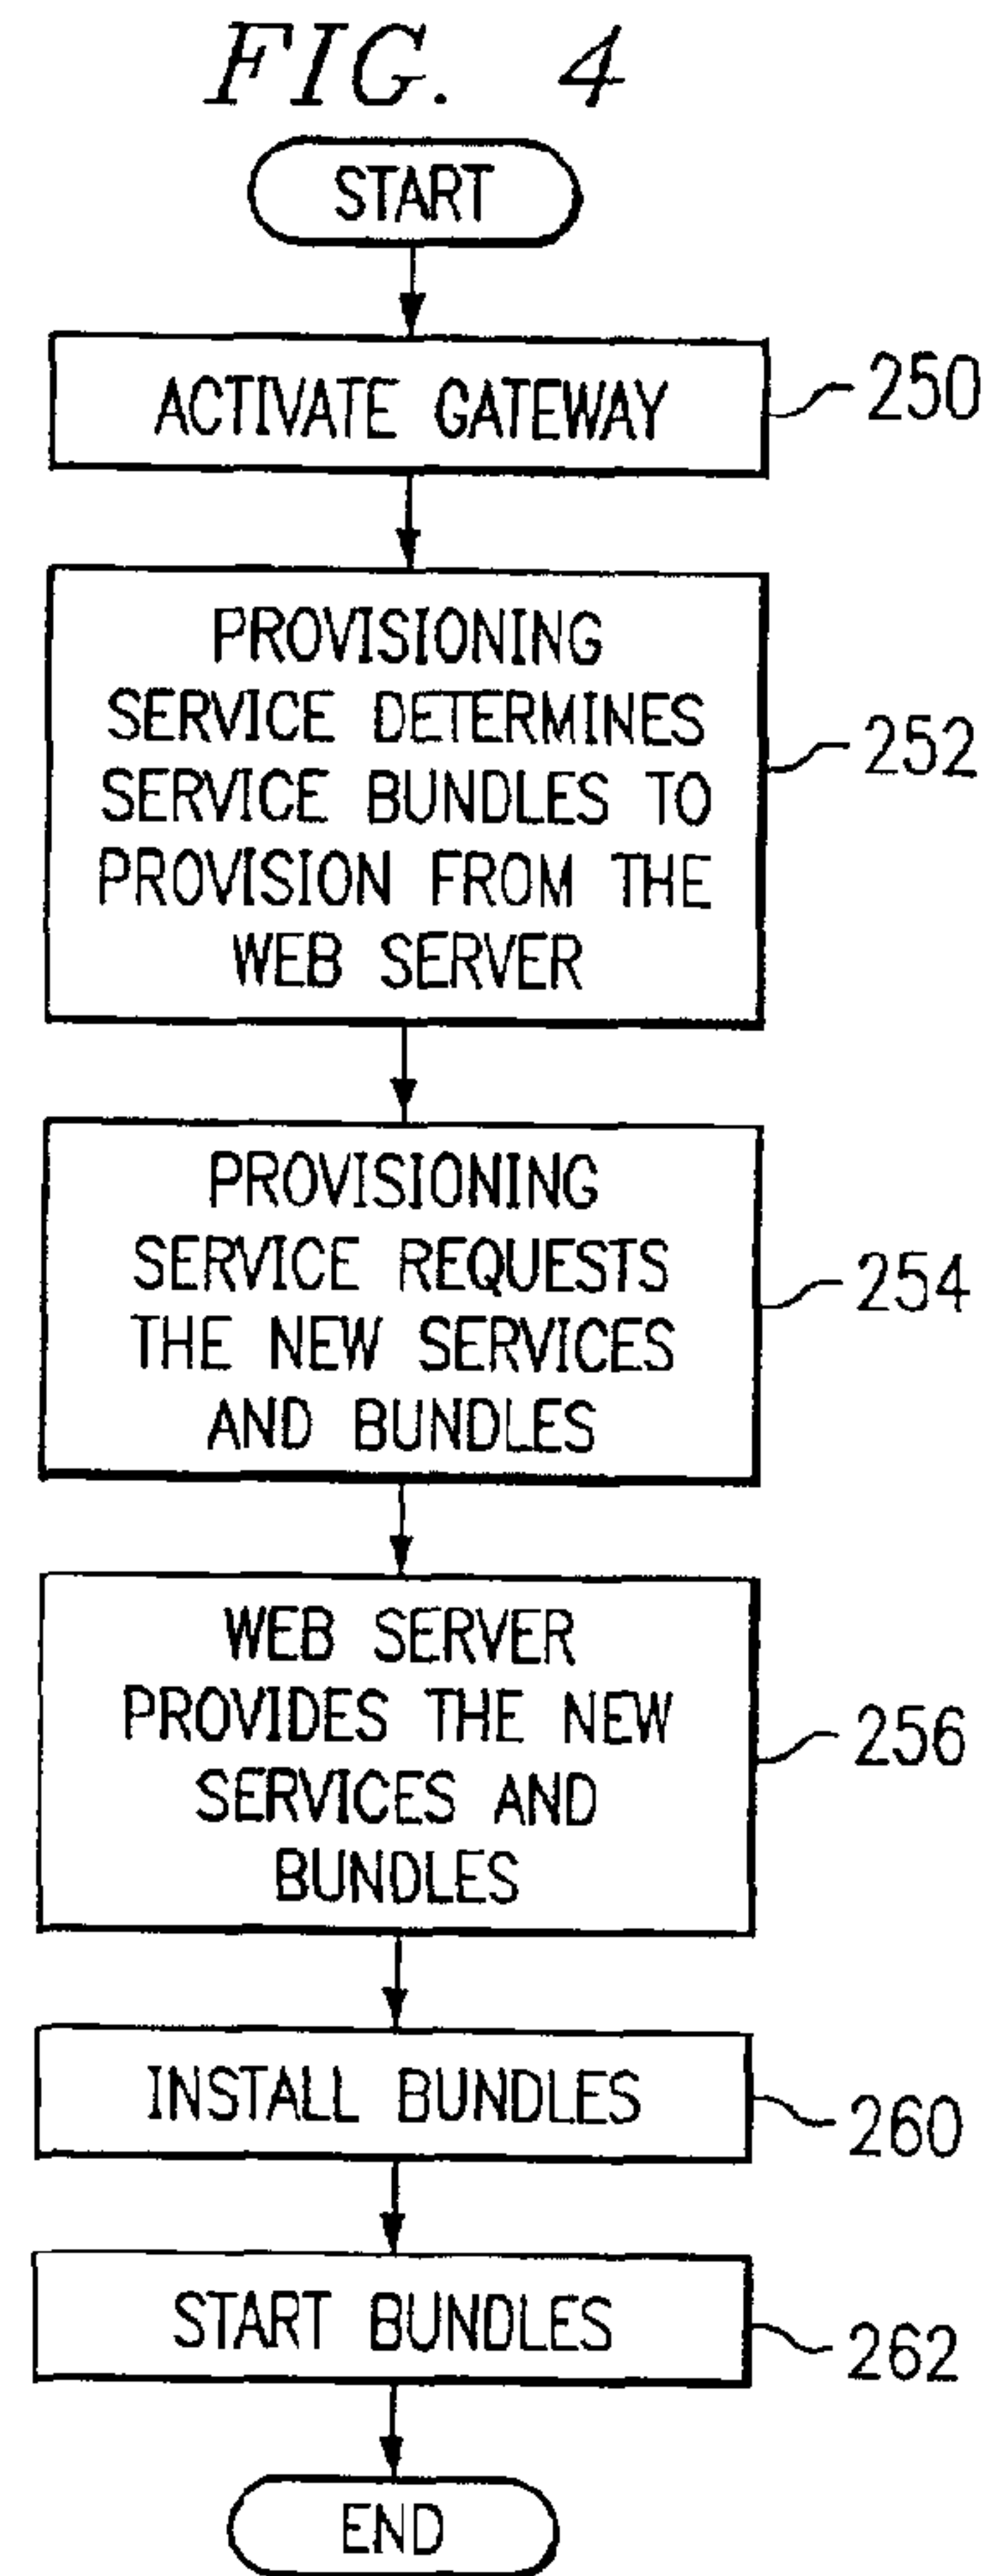 FIG. 4
START
ACTIVATE GATEWAY
250
PROVISIONING
SERVICE DETERMINES
SERVICE BUNDLES TO
PROVISION FROM THE
WEB SERVER
252
PROVISIONING
SERVICE REQUESTS
THE NEW SERVICES
AND BUNDLES
254
WEB SERVER
PROVIDES THE NEW
SERVICES AND
BUNDLES
256
INSTALL BUNDLES
260
START BUNDLES
262
END